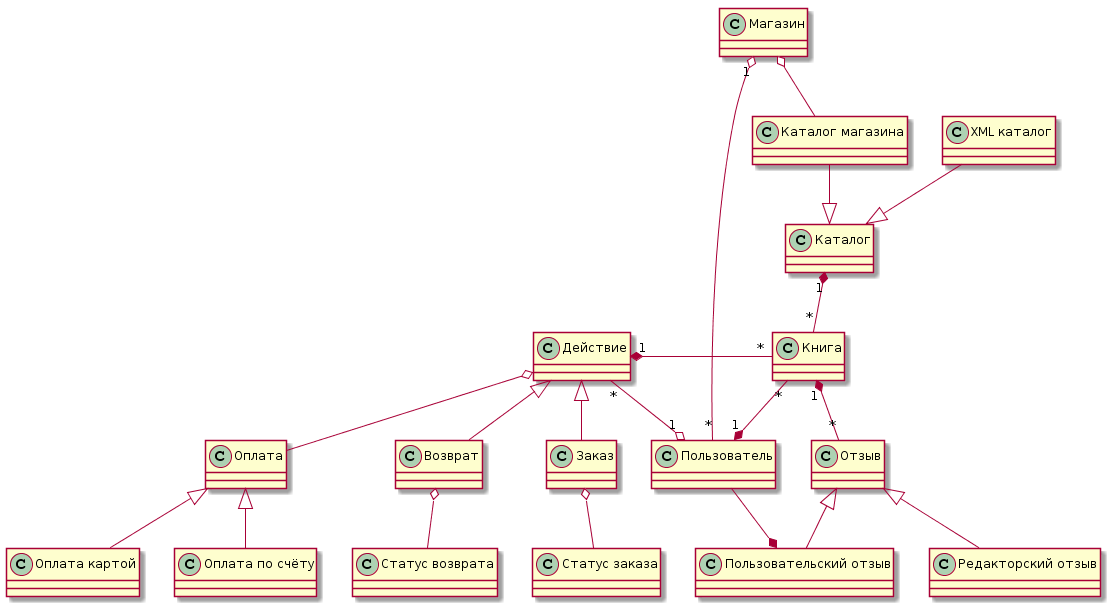 C Магазин
1
C Каталог магазина
C XML каталог
C Каталог
1
*
C Действие
1
*
C Книга
*
*
1
1
1
*
*
C Оплата
C Возврат
C Заказ
C Пользователь
C Отзыв
C Оплата картой
C Оплата по счёту
C Статус возврата
C Статус заказа
C Пользовательский отзыв
C Редакторский отзыв